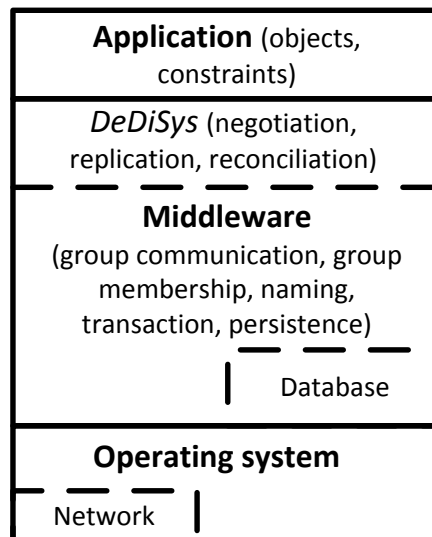 Application (objects,
constraints)
DeDiSys (negotiation,
replication, reconciliation)
Middleware
(group communication, group
membership, naming,
transaction, persistence)
Database
Operating system
Network